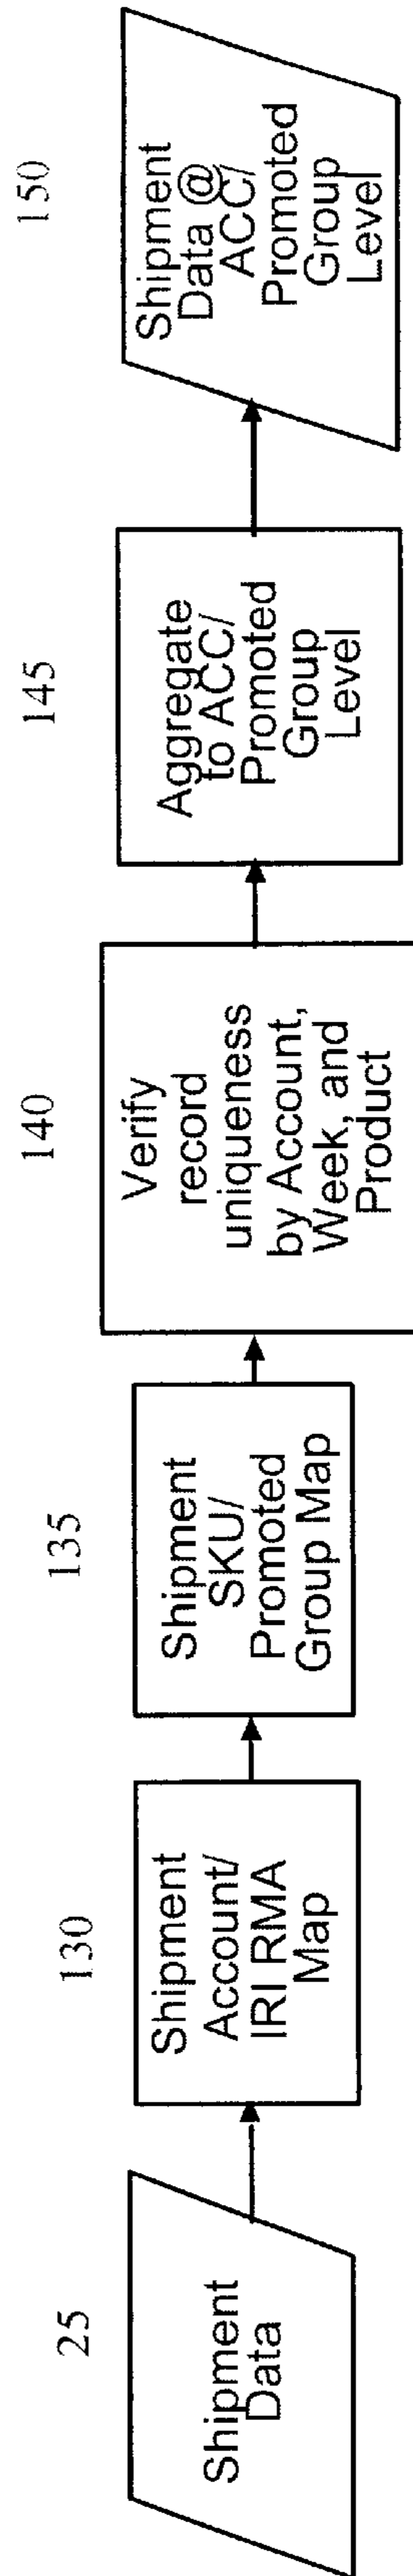 25
Shipment
Data
130
Shipment
Account/
IRI RMA
Map
135
Shipment
SKU/
Promoted
Group Map
140
Verify
record
uniqueness
by Account,
Week, and
Product
145
Aggregate
to ACC/
Promoted
Group
Level
150
Shipment
Data @
ACC/
Promoted
Group
Level